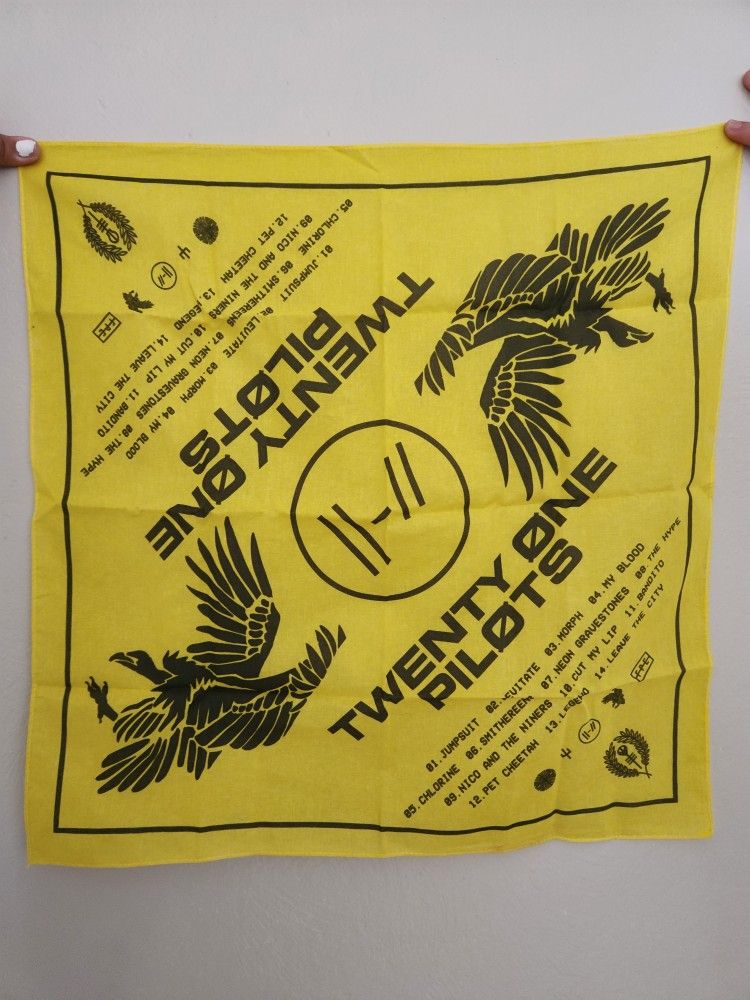 TWENTY ØNE
PILØTS
01.JUMPSUIT 02.LEVITATE 03.MORPH 04.MY BLOOD
05.CHLORINE 06.SMITHEREENS 07.NEON GRAVESTONES 08.THE HYPE
09.NICO AND THE NINERS 10.CUT MY LIP 11.BANDITO
12.PET CHEETAH 13.LEGEND 14.LEAVE THE CITY
TWENTY ØNE
PILØTS
01.JUMPSUIT 02.LEVITATE 03.MORPH 04.MY BLOOD
05.CHLORINE 06.SMITHEREENS 07.NEON GRAVESTONES 08.THE HYPE
09.NICO AND THE NINERS 10.CUT MY LIP 11.BANDITO
12.PET CHEETAH 13.LEGEND 14.LEAVE THE CITY